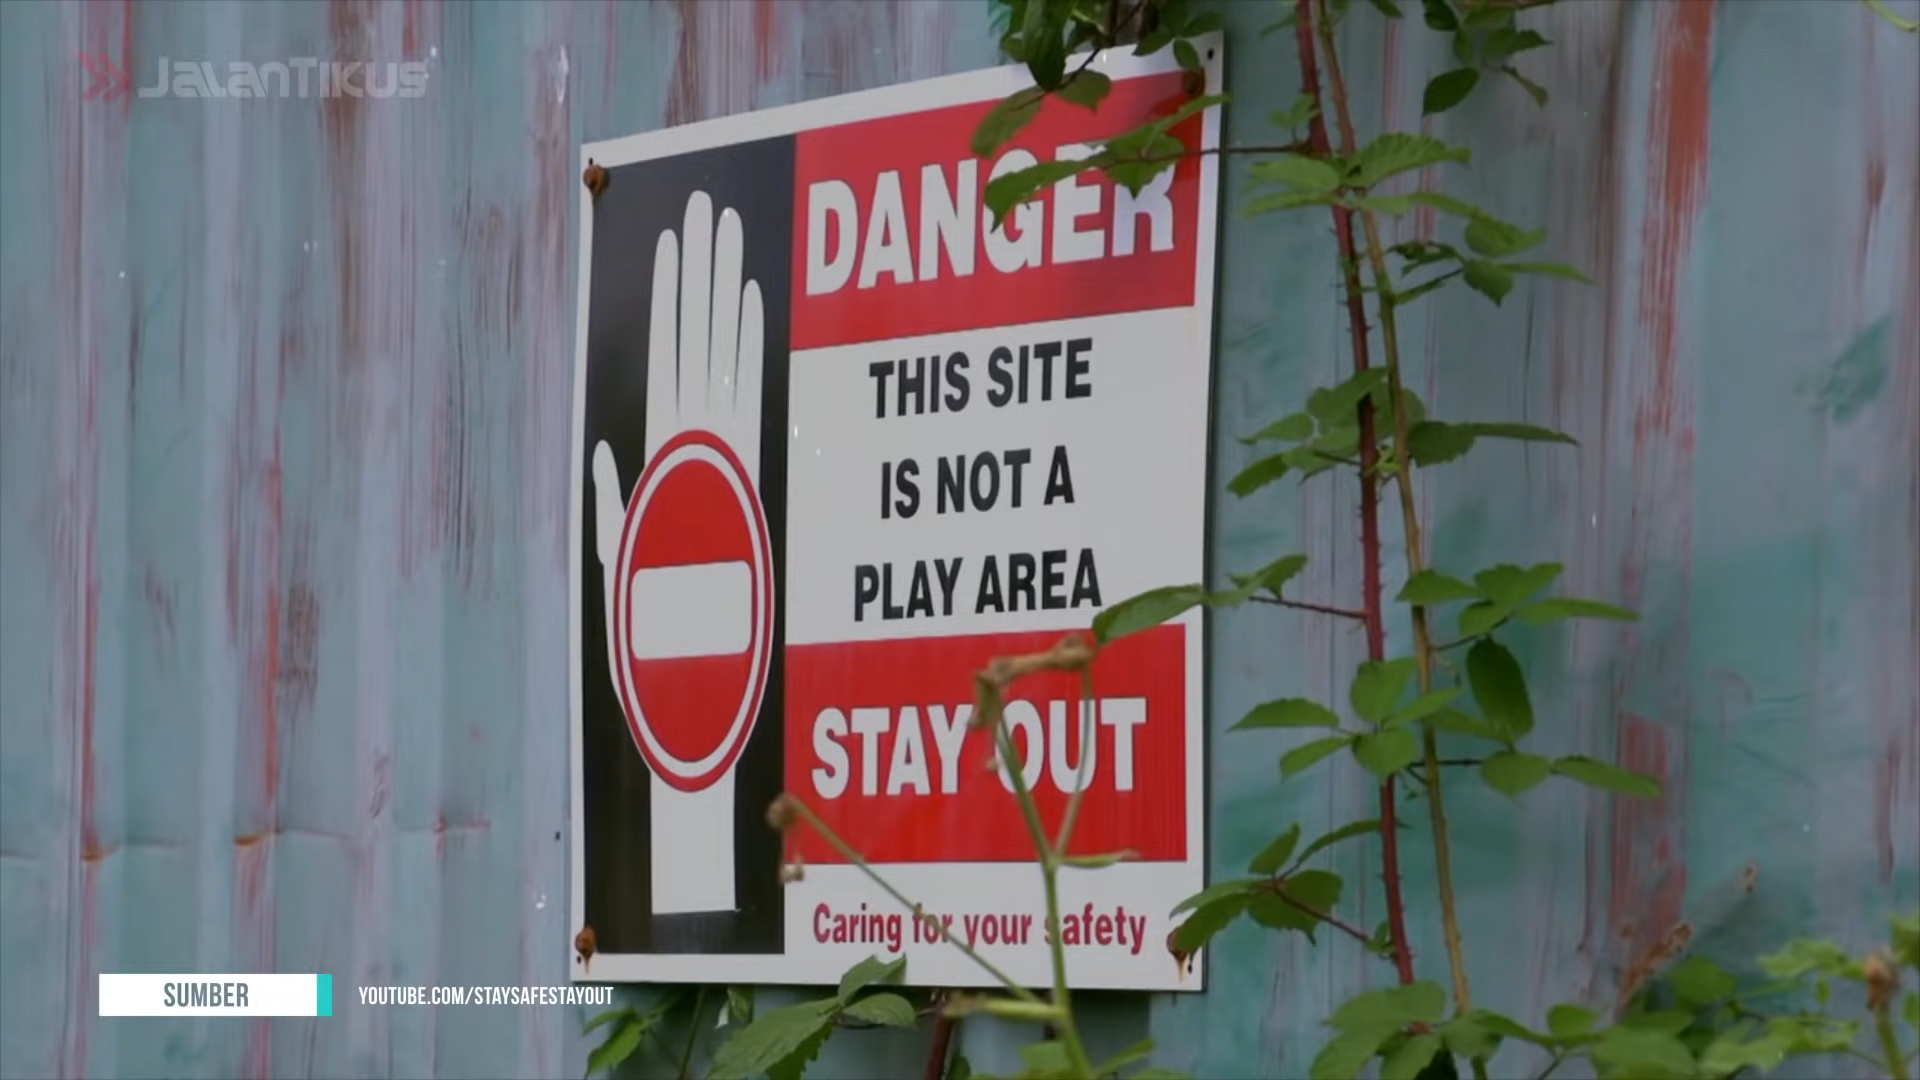 JALANTIKUS
DANGER
THIS SITE
IS NOT A
PLAY AREA
STAY OUT
Caring for your safety
SUMBER
YOUTUBE.COM/STAYSAFESTAYOUT